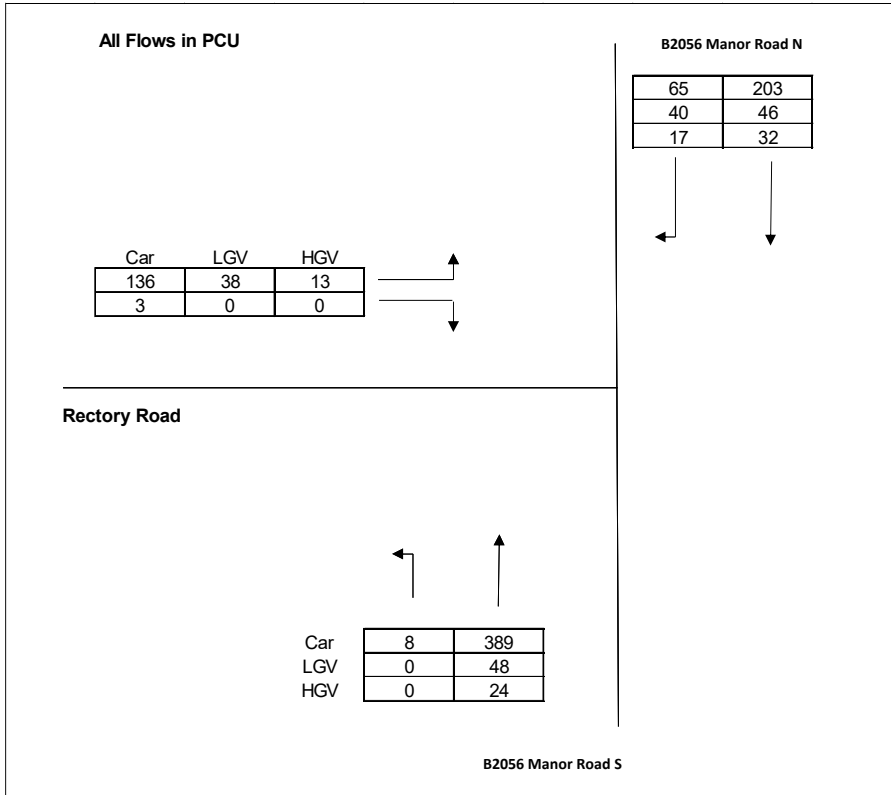 All Flows in PCU
B2056 Manor Road N
65 203
40 46
17 32
Car LGV HGV
136 38 13
3 0 0
Rectory Road
Car 8 389
LGV 0 48
HGV 0 24
B2056 Manor Road S